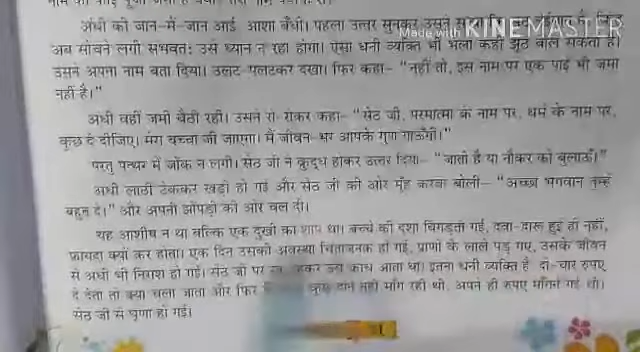 Made with KINEMASTER
अंधी को जान-में-जान आई आशा बँधी। पहला उत्तर सुनकर उसने
अब सोचने लगी संभवत: उसे ध्यान न रहा होगा। ऐसा धनी व्यक्ति भी भला कहीं झूठ बोल सकता है।
उसने अपना नाम बता दिया। उलट-पलटकर देखा। फिर कहा- "नहीं तो, इस नाम पर एक पाई भी जमा
नहीं है।"
अंधी वहीं जमी बैठी रही। उसने रो-रोकर कहा- "सेठ जी, परमात्मा के नाम पर, धर्म के नाम पर,
कुछ दे दीजिए। मेरा बच्चा जी जाएगा। मैं जीवन-भर आपके गुण गाऊँगी।"
परंतु पत्थर में जोंक न लगी। सेठ जी ने क्रुद्ध होकर उत्तर दिया- "जाती है या नौकर को बुलाऊँ।"
अंधी लाठी टेककर खड़ी हो गई और सेठ जी की ओर मुँह करके बोली- "अच्छा भगवान तुम्हें
बहुत दे।" और अपनी झोंपड़ी की ओर चल दी।
यह आशीष न था बल्कि एक दुखी का शाप था। बच्चे की दशा बिगड़ती गई, दवा-दारू हुई ही नहीं,
फ़ायदा क्यों कर होता। एक दिन उसकी अवस्था चिंताजनक हो गई, प्राणों के लाले पड़ गए, उसके जीवन
से अंधी भी निराश हो गई। सेठ जी पर क्रोध आता था। इतना धनी व्यक्ति है दो-चार रुपए
दे देता तो क्या चला जाता और फिर कुछ दान नहीं माँग रही थी, अपने ही रुपए माँगने गई थी।
सेठ जी से घृणा हो गई।